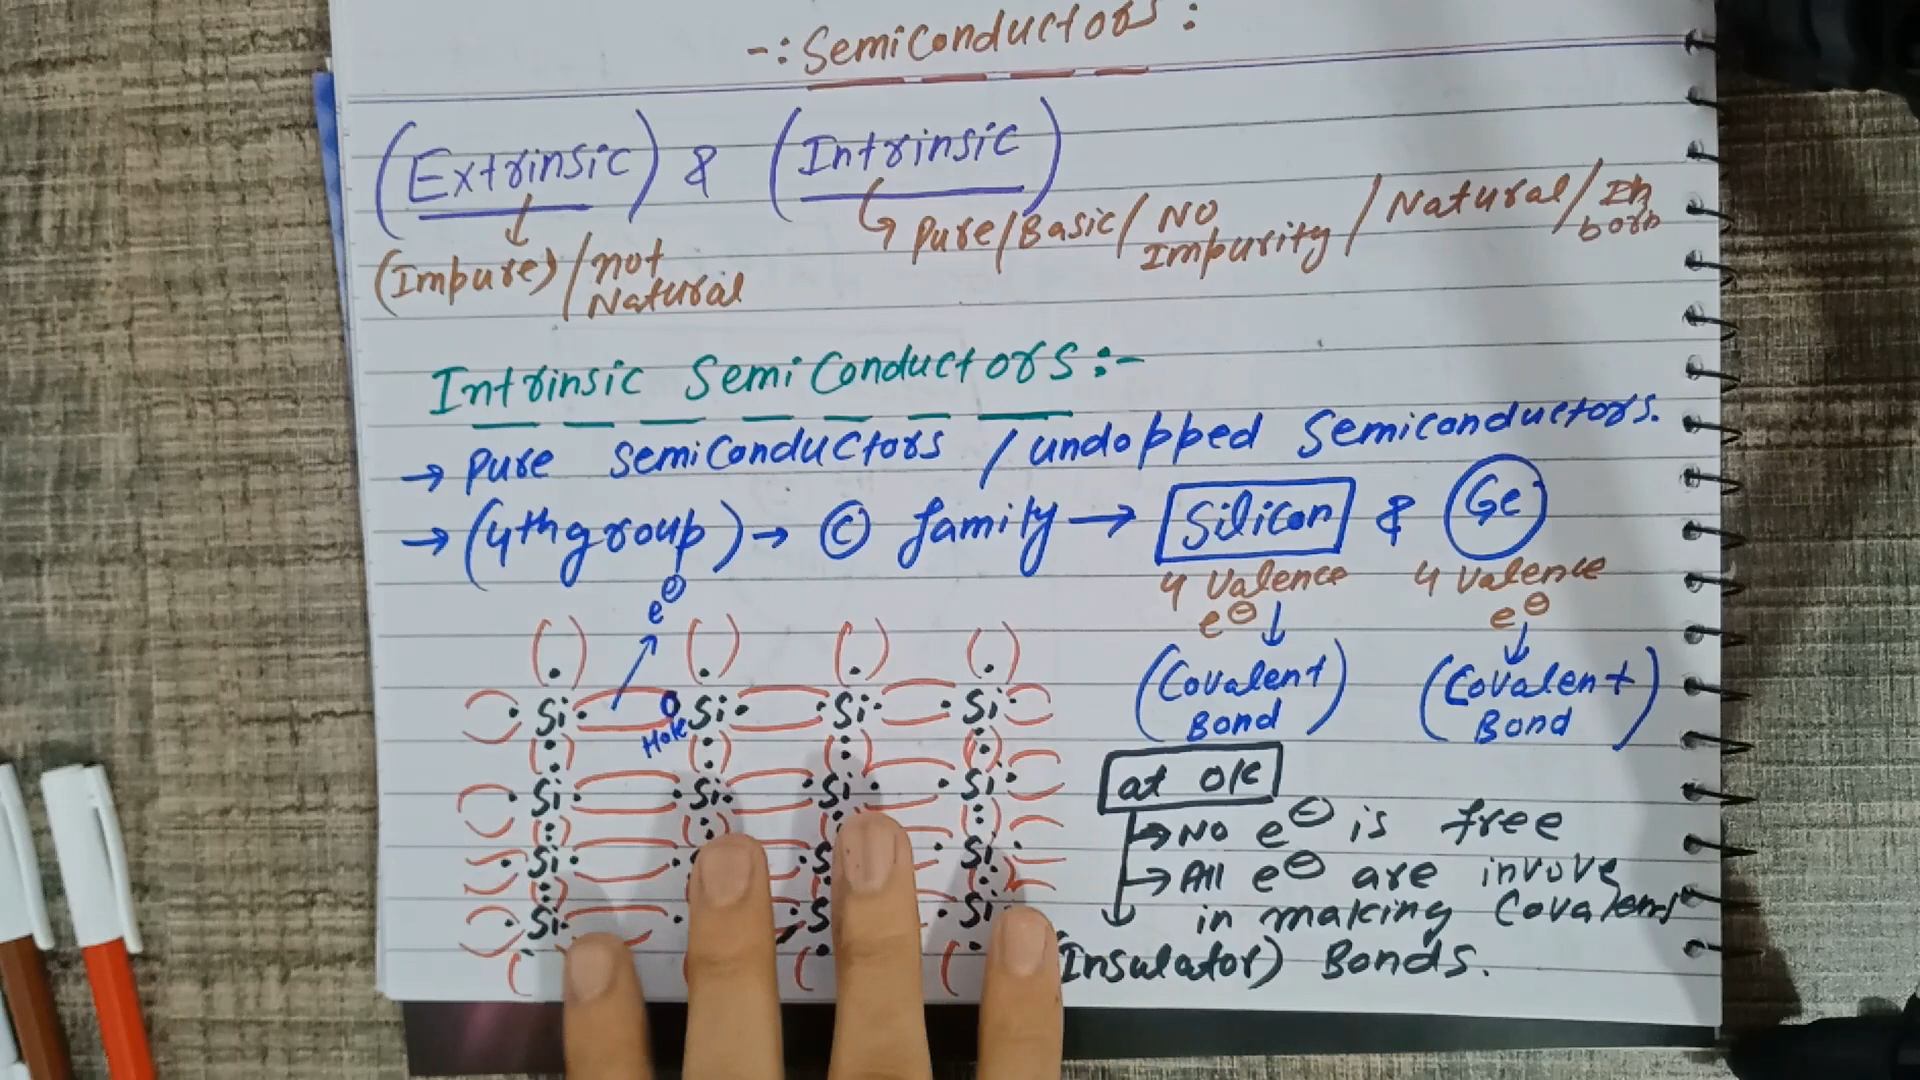 -: Semiconductors :
(Extrinsic) & (Intrinsic)
Pure/Basic/No Impurity/Natural/In born
(Impure)/not Natural
Intrinsic Semiconductors:-
→ Pure semiconductors / undopped Semiconductors.
→ (4th group) → © family → Silicon & Ge
4 Valence e⊖ 4 Valence e⊖
e⊖
(Covalent Bond) (Covalent Bond)
Si Si Si Si
Hole
Si Si Si Si
Si S Si
Si S Si
at 0K
→ No e⊖ is free
→ All e⊖ are invove
in making Covalent
(Insulator) Bonds.